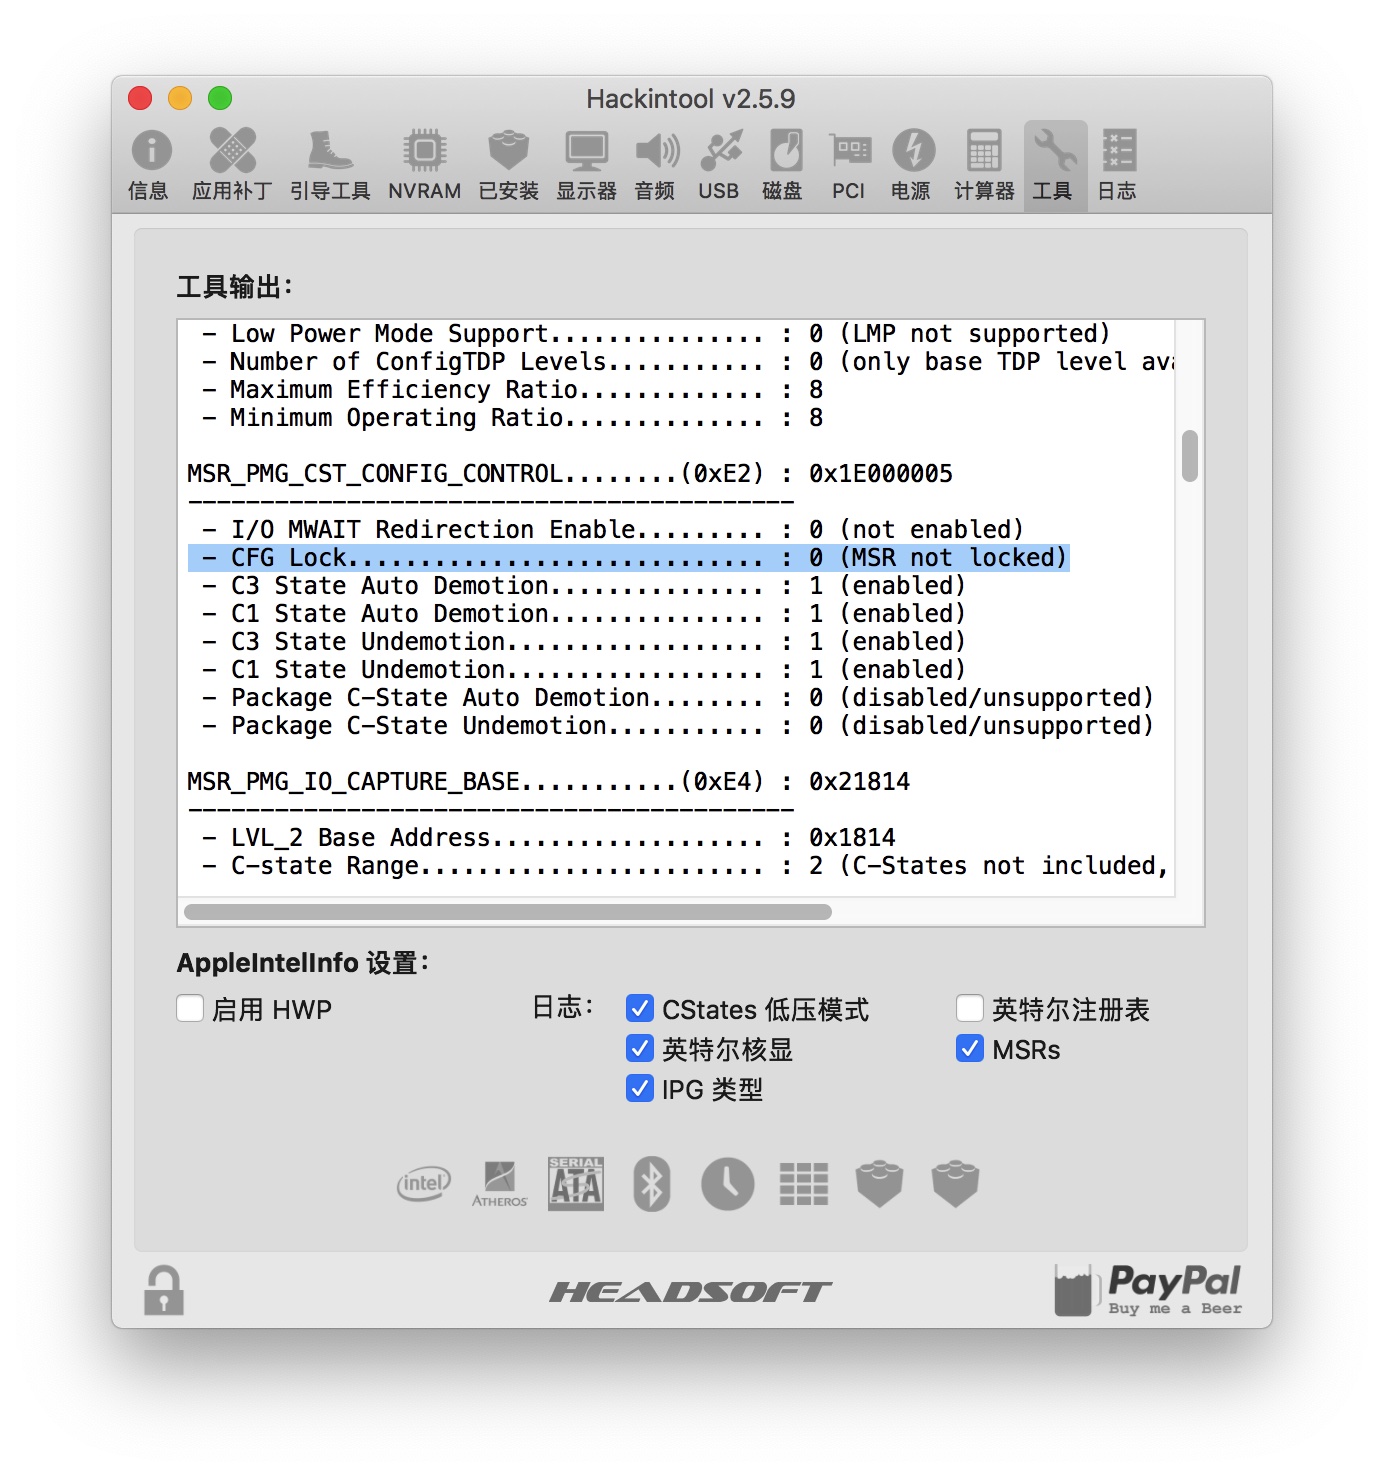 Hackintool v2.5.9
信息 应用补丁 引导工具 NVRAM 已安装 显示器 音频 USB 磁盘 PCI 电源 计算器 工具 日志
工具输出：
- Low Power Mode Support............... : 0 (LMP not supported)
- Number of ConfigTDP Levels........... : 0 (only base TDP level ava
- Maximum Efficiency Ratio............. : 8
- Minimum Operating Ratio.............. : 8
MSR_PMG_CST_CONFIG_CONTROL........(0xE2) : 0x1E000005
------------------------------------------
- I/O MWAIT Redirection Enable......... : 0 (not enabled)
- CFG Lock............................. : 0 (MSR not locked)
- C3 State Auto Demotion............... : 1 (enabled)
- C1 State Auto Demotion............... : 1 (enabled)
- C3 State Undemotion.................. : 1 (enabled)
- C1 State Undemotion.................. : 1 (enabled)
- Package C-State Auto Demotion........ : 0 (disabled/unsupported)
- Package C-State Undemotion........... : 0 (disabled/unsupported)
MSR_PMG_IO_CAPTURE_BASE...........(0xE4) : 0x21814
------------------------------------------
- LVL_2 Base Address................... : 0x1814
- C-state Range........................ : 2 (C-States not included,
AppleIntelInfo 设置：
启用 HWP 日志： CStates 低压模式 英特尔注册表
英特尔核显 MSRs
IPG 类型
intel ATHEROS SERIAL ATA
HEADSOFT PayPal
Buy me a Beer